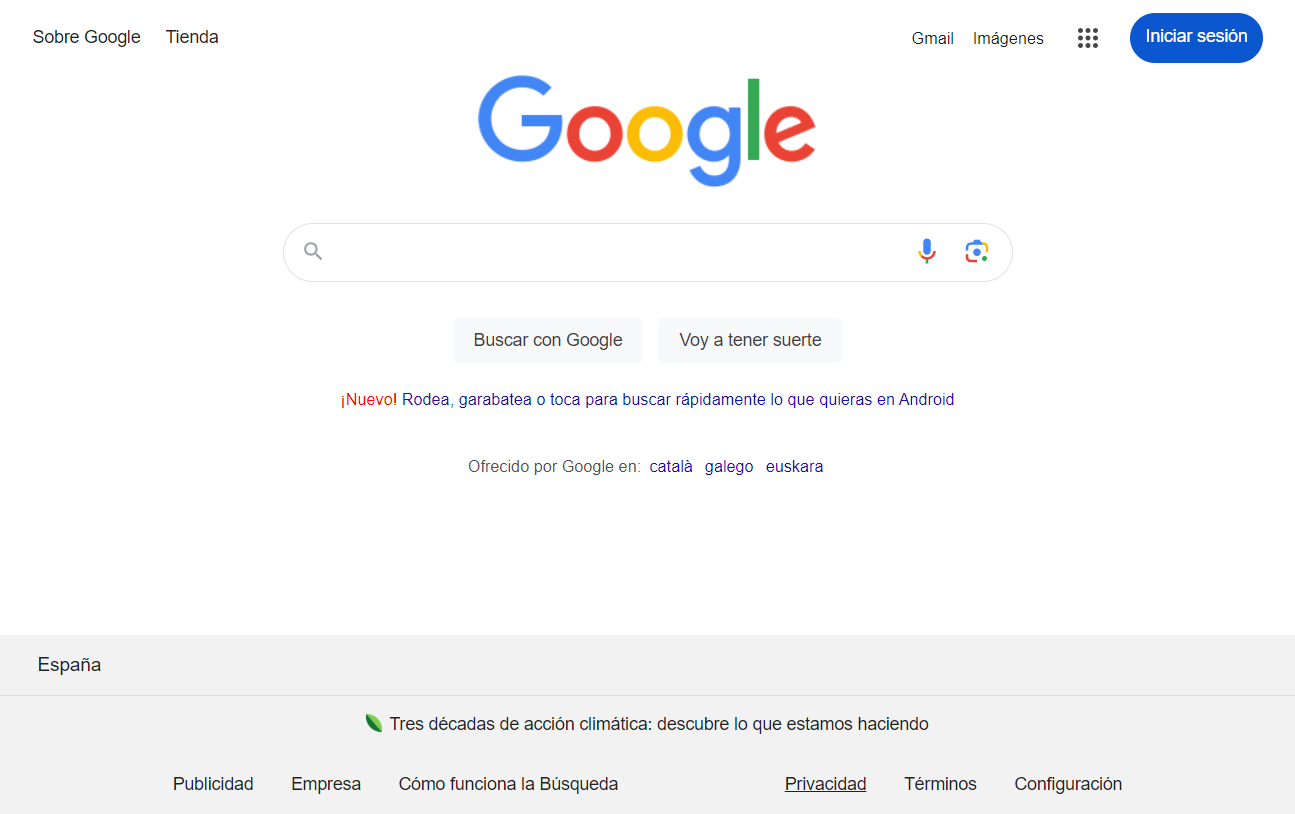 Sobre Google Tienda Gmail Imágenes Iniciar sesión
Google
Buscar con Google Voy a tener suerte
¡Nuevo! Rodea, garabatea o toca para buscar rápidamente lo que quieras en Android
Ofrecido por Google en: català galego euskara
España
Tres décadas de acción climática: descubre lo que estamos haciendo
Publicidad Empresa Cómo funciona la Búsqueda Privacidad Términos Configuración